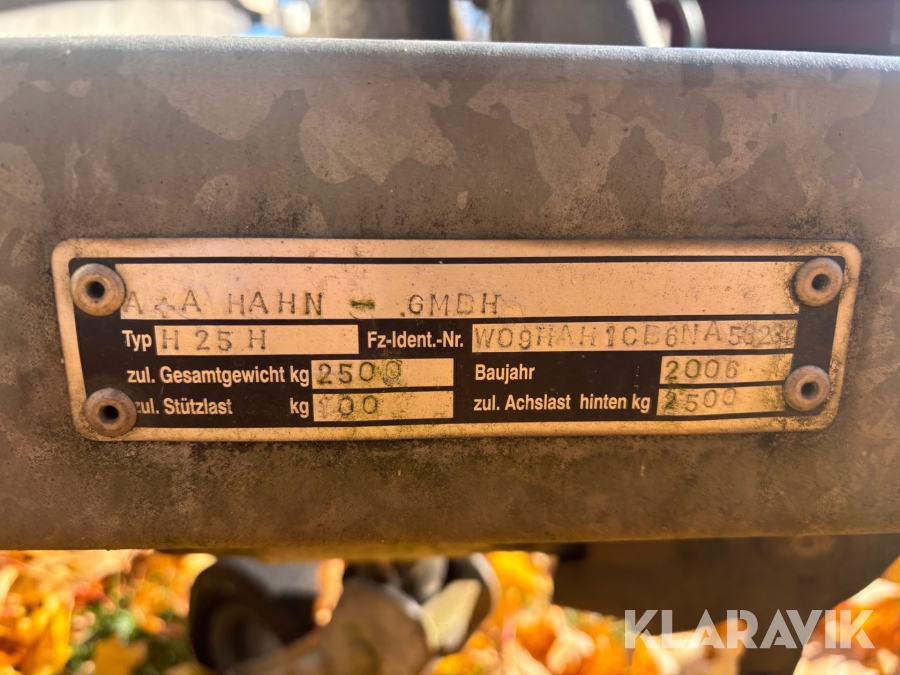 A+A HAHN - GMBH
Typ H 25 H Fz-Ident.-Nr.
zul. Gesamtgewicht kg 2500 Baujahr 2006
zul. Stützlast kg 100 zul. Achslast hinten kg 2500
KLARAVIK